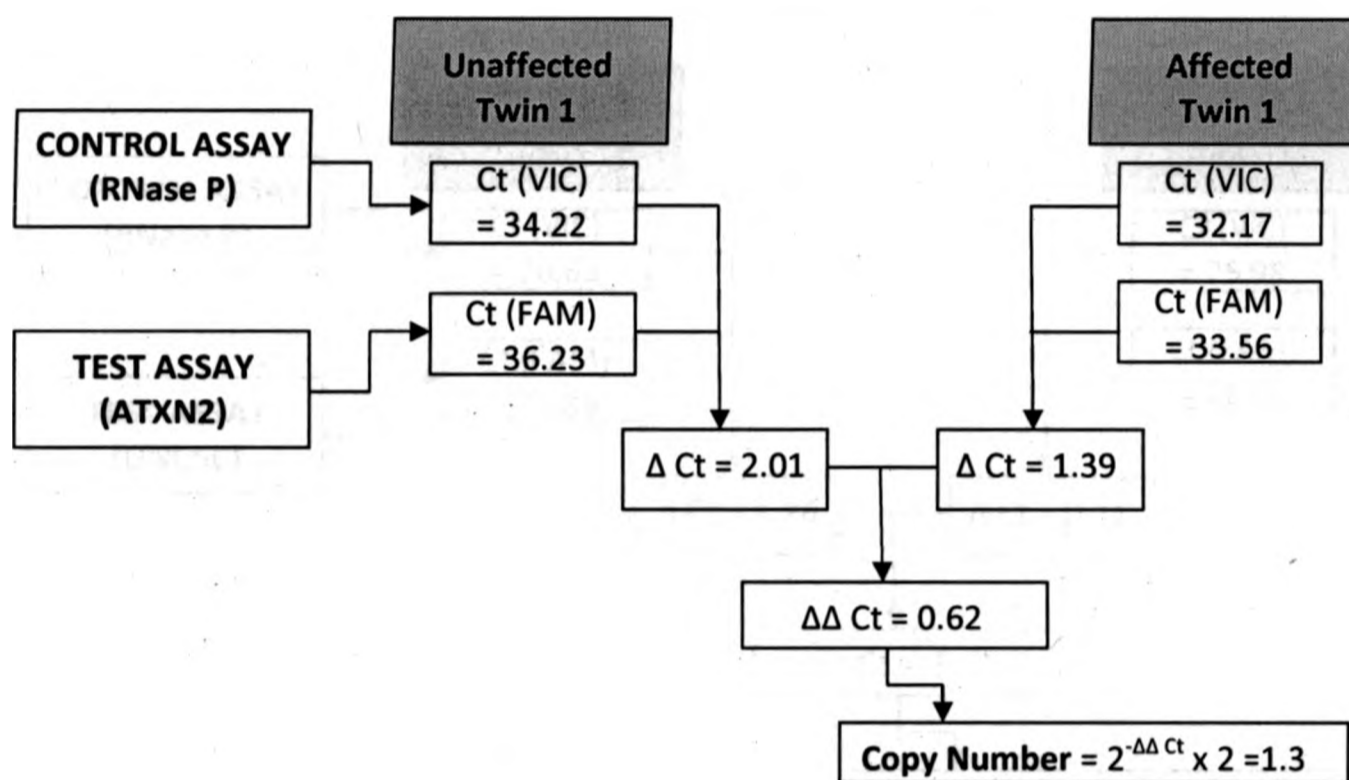 Unaffected
Twin 1
Affected
Twin 1
CONTROL ASSAY
(RNase P)
Ct (VIC)
= 34.22
Ct (VIC)
= 32.17
Ct (FAM)
= 36.23
Ct (FAM)
= 33.56
TEST ASSAY
(ATXN2)
Δ Ct = 2.01
Δ Ct = 1.39
ΔΔ Ct = 0.62
Copy Number = 2^-ΔΔ Ct x 2 =1.3